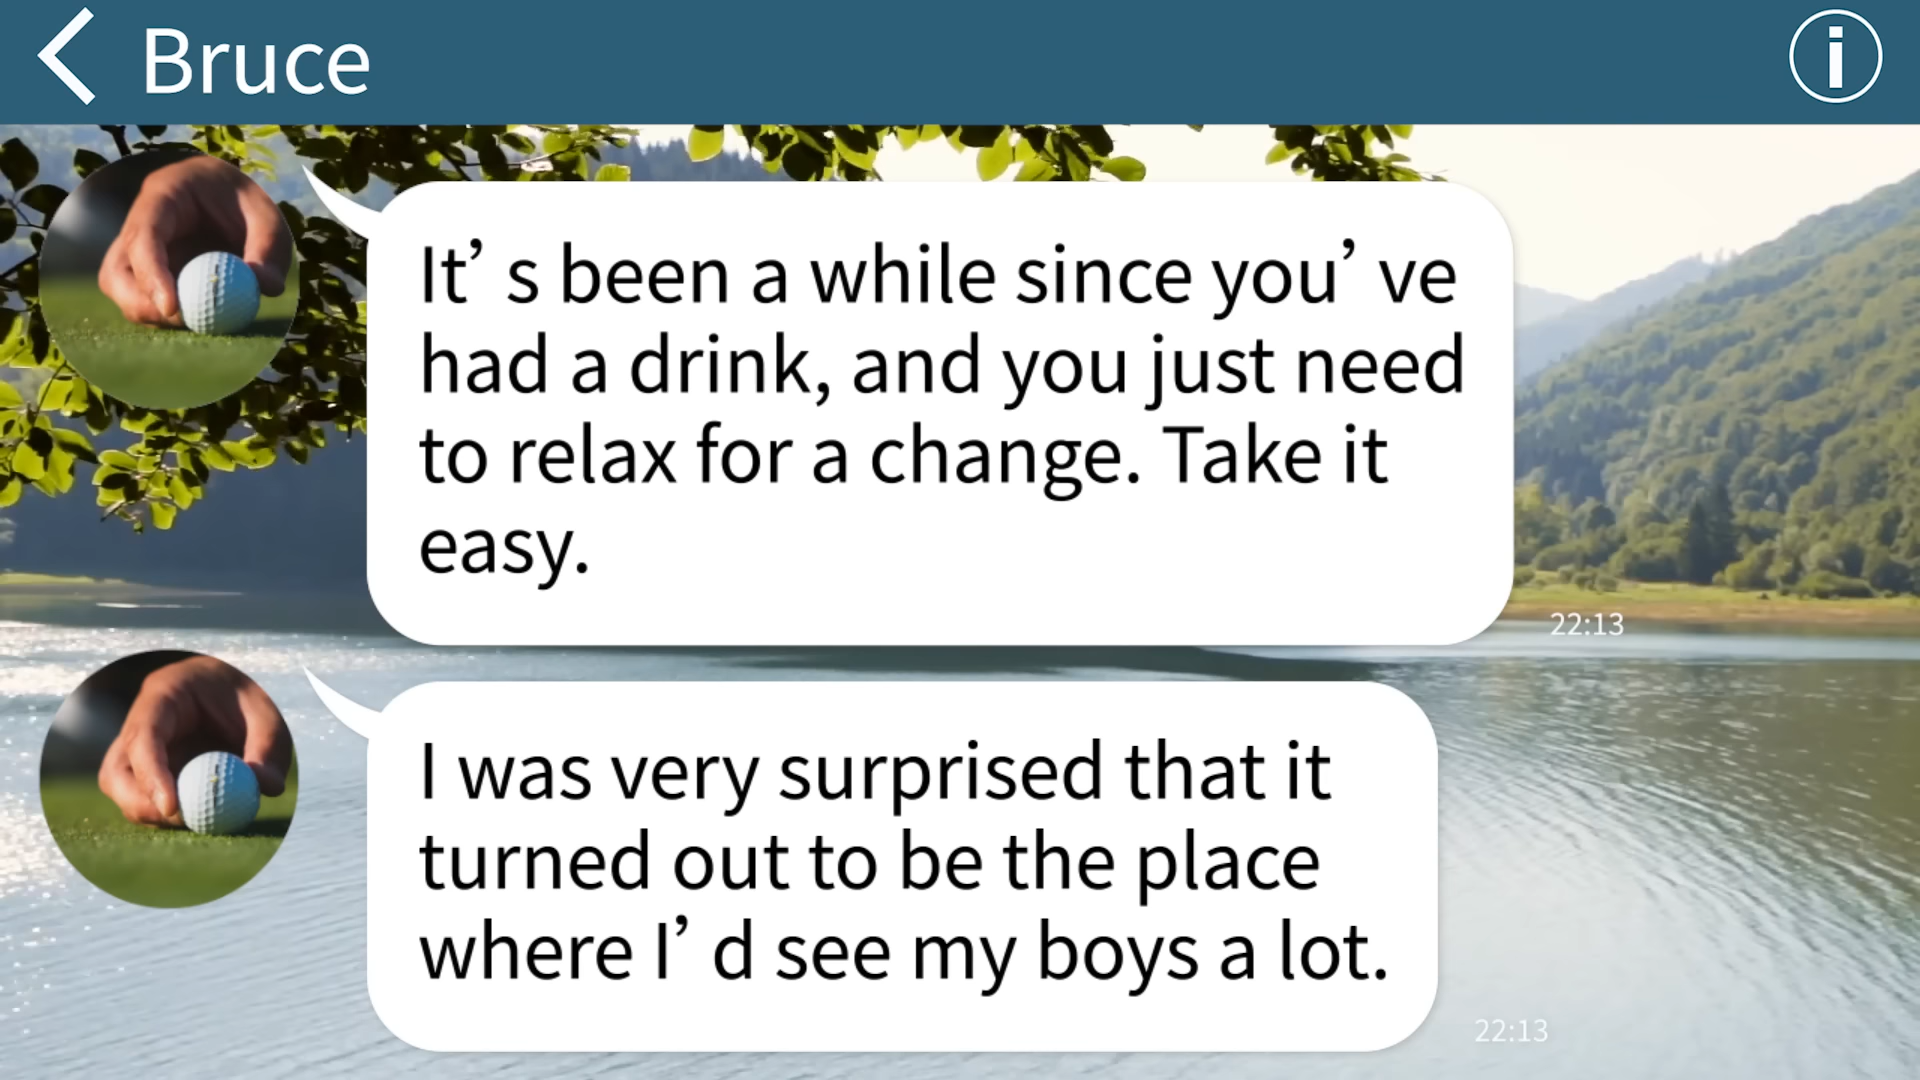 Bruce
It’s been a while since you’ve
had a drink, and you just need
to relax for a change. Take it
easy.
22:13
I was very surprised that it
turned out to be the place
where I’d see my boys a lot.
22:13